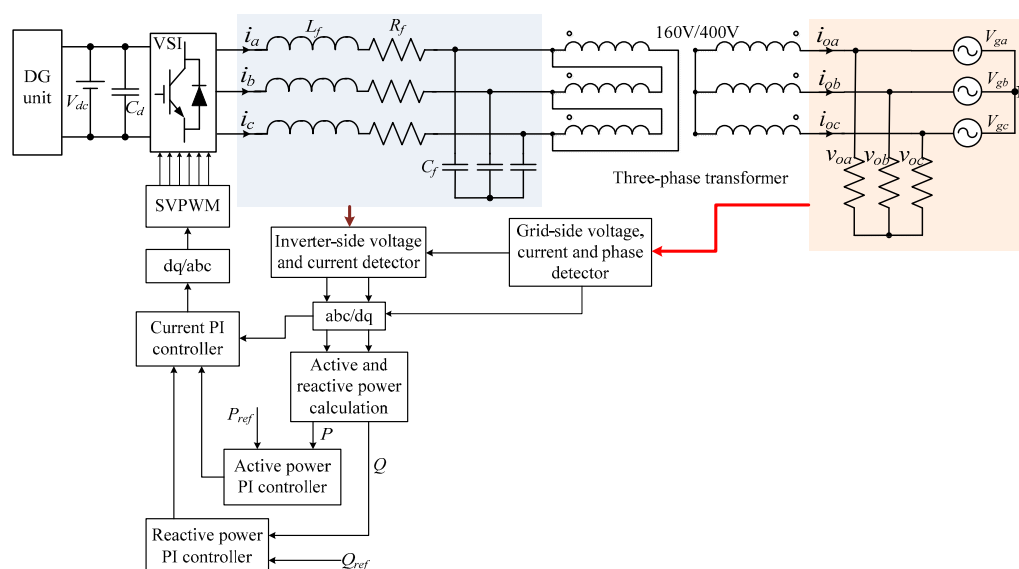 DG
unit
V_dc
C_d
VSI
i_a
i_b
i_c
L_f
R_f
C_f
160V/400V
Three-phase transformer
i_oa
i_ob
i_oc
V_ga
V_gb
V_gc
v_oa
v_ob
v_oc
SVPWM
dq/abc
Current PI
controller
Inverter-side voltage
and current detector
Grid-side voltage,
current and phase
detector
abc/dq
Active and
reactive power
calculation
P_ref
P
Q
Active power
PI controller
Reactive power
PI controller
Q_ref